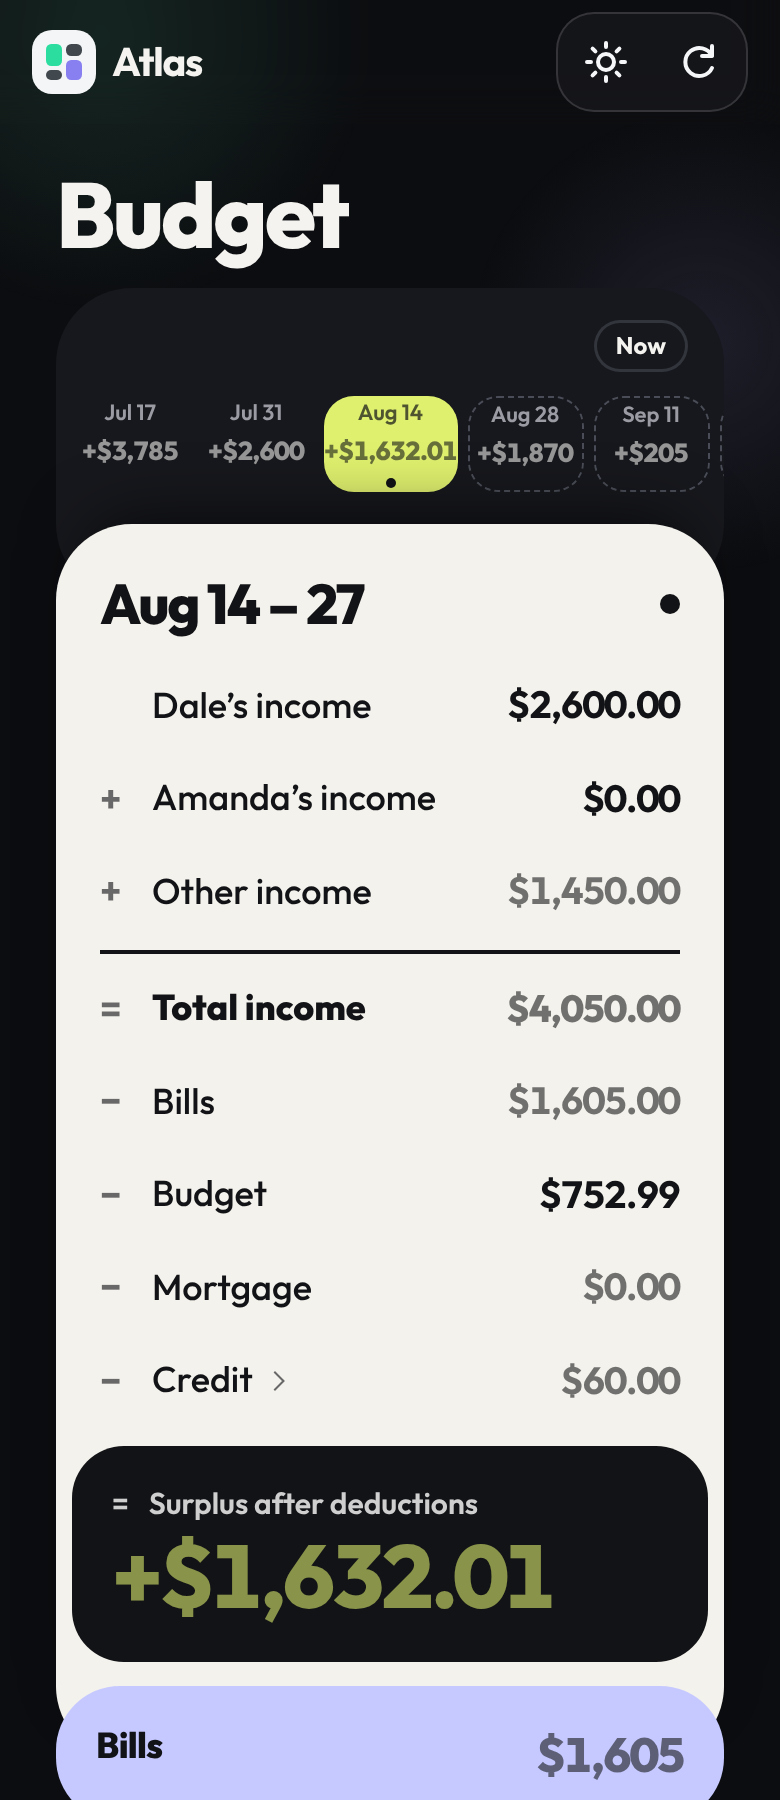 Atlas
Budget
Now
Jul 17 Jul 31 Aug 14 Aug 28 Sep 11
+$3,785 +$2,600 +$1,632.01 +$1,870 +$205
Aug 14 – 27
Dale’s income $2,600.00
+ Amanda’s income $0.00
+ Other income $1,450.00
= Total income $4,050.00
− Bills $1,605.00
− Budget $752.99
− Mortgage $0.00
− Credit > $60.00
= Surplus after deductions
+$1,632.01
Bills $1,605